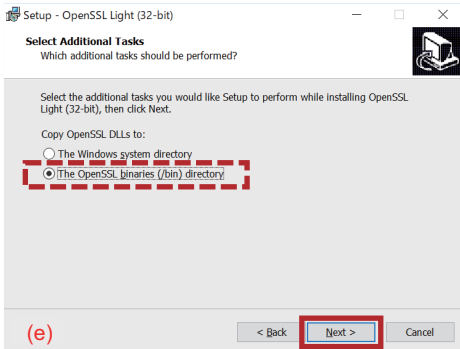 Setup - OpenSSL Light (32-bit)
Select Additional Tasks
Which additional tasks should be performed?
Select the additional tasks you would like Setup to perform while installing OpenSSL
Light (32-bit), then click Next.
Copy OpenSSL DLLs to:
The Windows system directory
The OpenSSL binaries (/bin) directory
(e)
< Back
Next >
Cancel